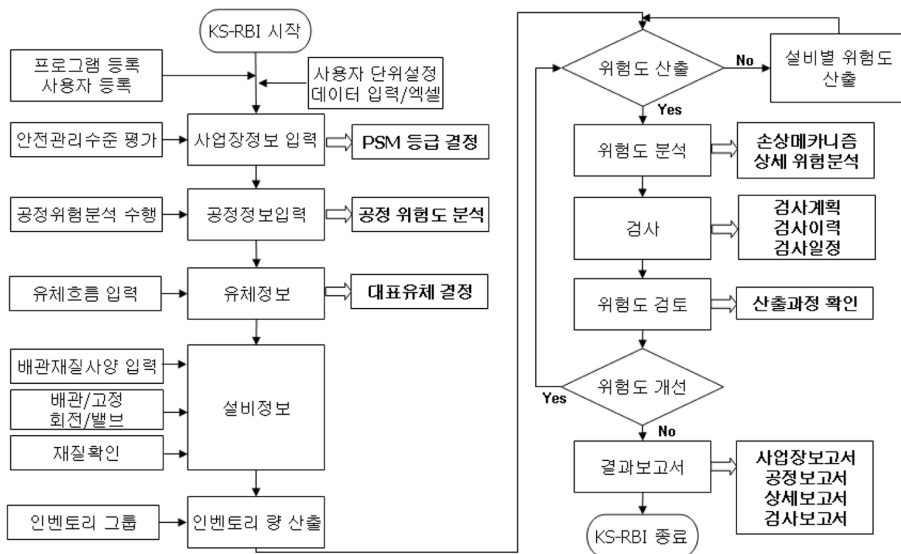 KS-RBI 시작
프로그램 등록
사용자 등록
사용자 단위설정
데이터 입력/엑셀
안전관리수준 평가
사업장정보 입력
PSM 등급 결정
공정위험분석 수행
공정정보입력
공정 위험도 분석
유체흐름 입력
유체정보
대표유체 결정
배관재질사양 입력
배관/고정
회전/밸브
재질확인
설비정보
인벤토리 그룹
인벤토리 량 산출
위험도 산출
No
설비별 위험도
산출
Yes
위험도 분석
손상메카니즘
상세 위험분석
검사
검사계획
검사이력
검사일정
위험도 검토
산출과정 확인
위험도 개선
Yes
No
결과보고서
사업장보고서
공정보고서
상세보고서
검사보고서
KS-RBI 종료